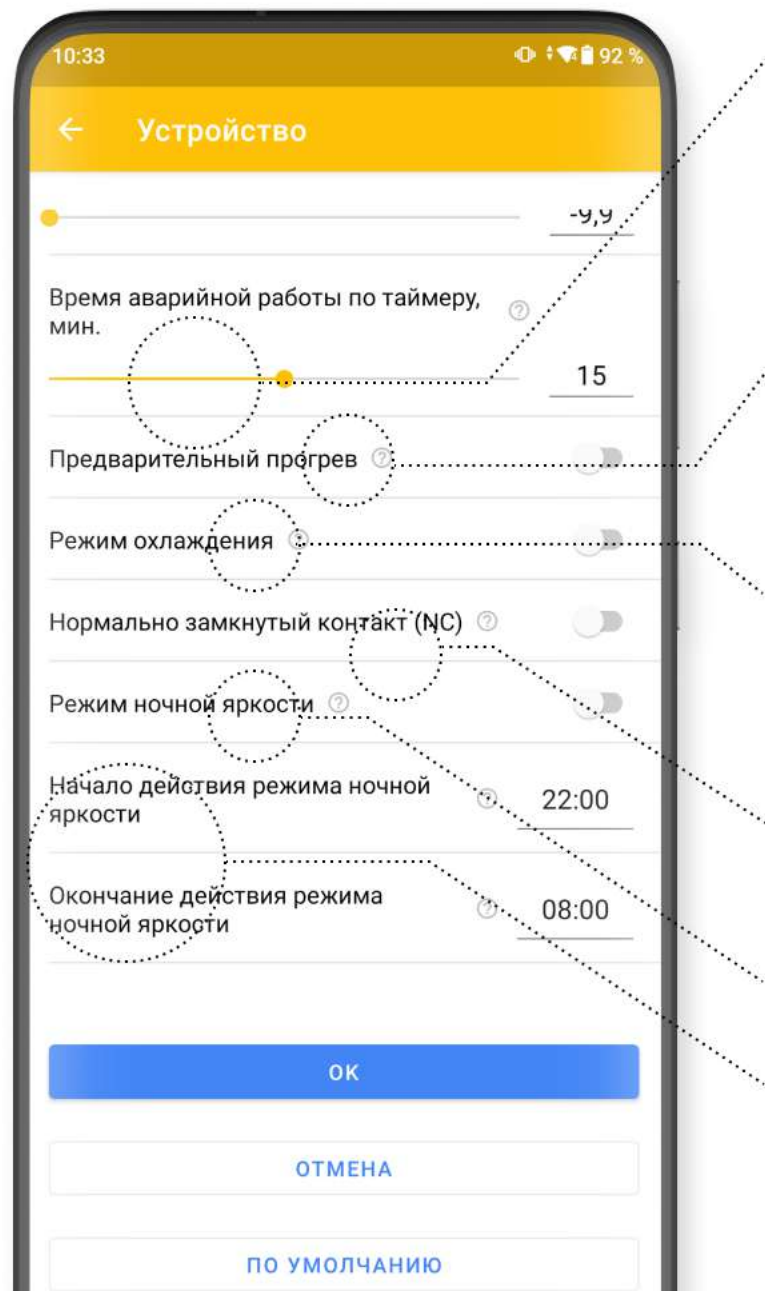 10:33 92 %
Устройство
-9,9
Время аварийной работы по таймеру,
мин.
15
Предварительный прогрев
Режим охлаждения
Нормально замкнутый контакт (NC)
Режим ночной яркости
Начало действия режима ночной
яркости
22:00
Окончание действия режима
ночной яркости
08:00
ОК
ОТМЕНА
ПО УМОЛЧАНИЮ